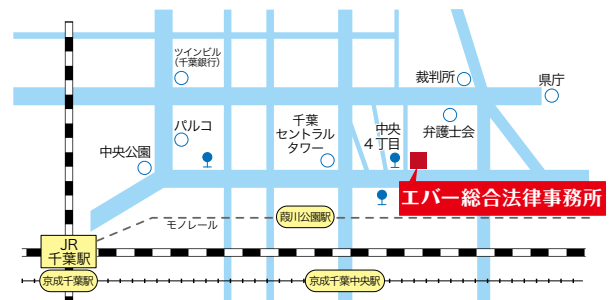 ツインビル
(千葉銀行)
裁判所
県庁
パルコ
千葉
セントラル
タワー
中央
4丁目
弁護士会
中央公園
エバー総合法律事務所
葭川公園駅
モノレール
JR
千葉駅
京成千葉駅
京成千葉中央駅